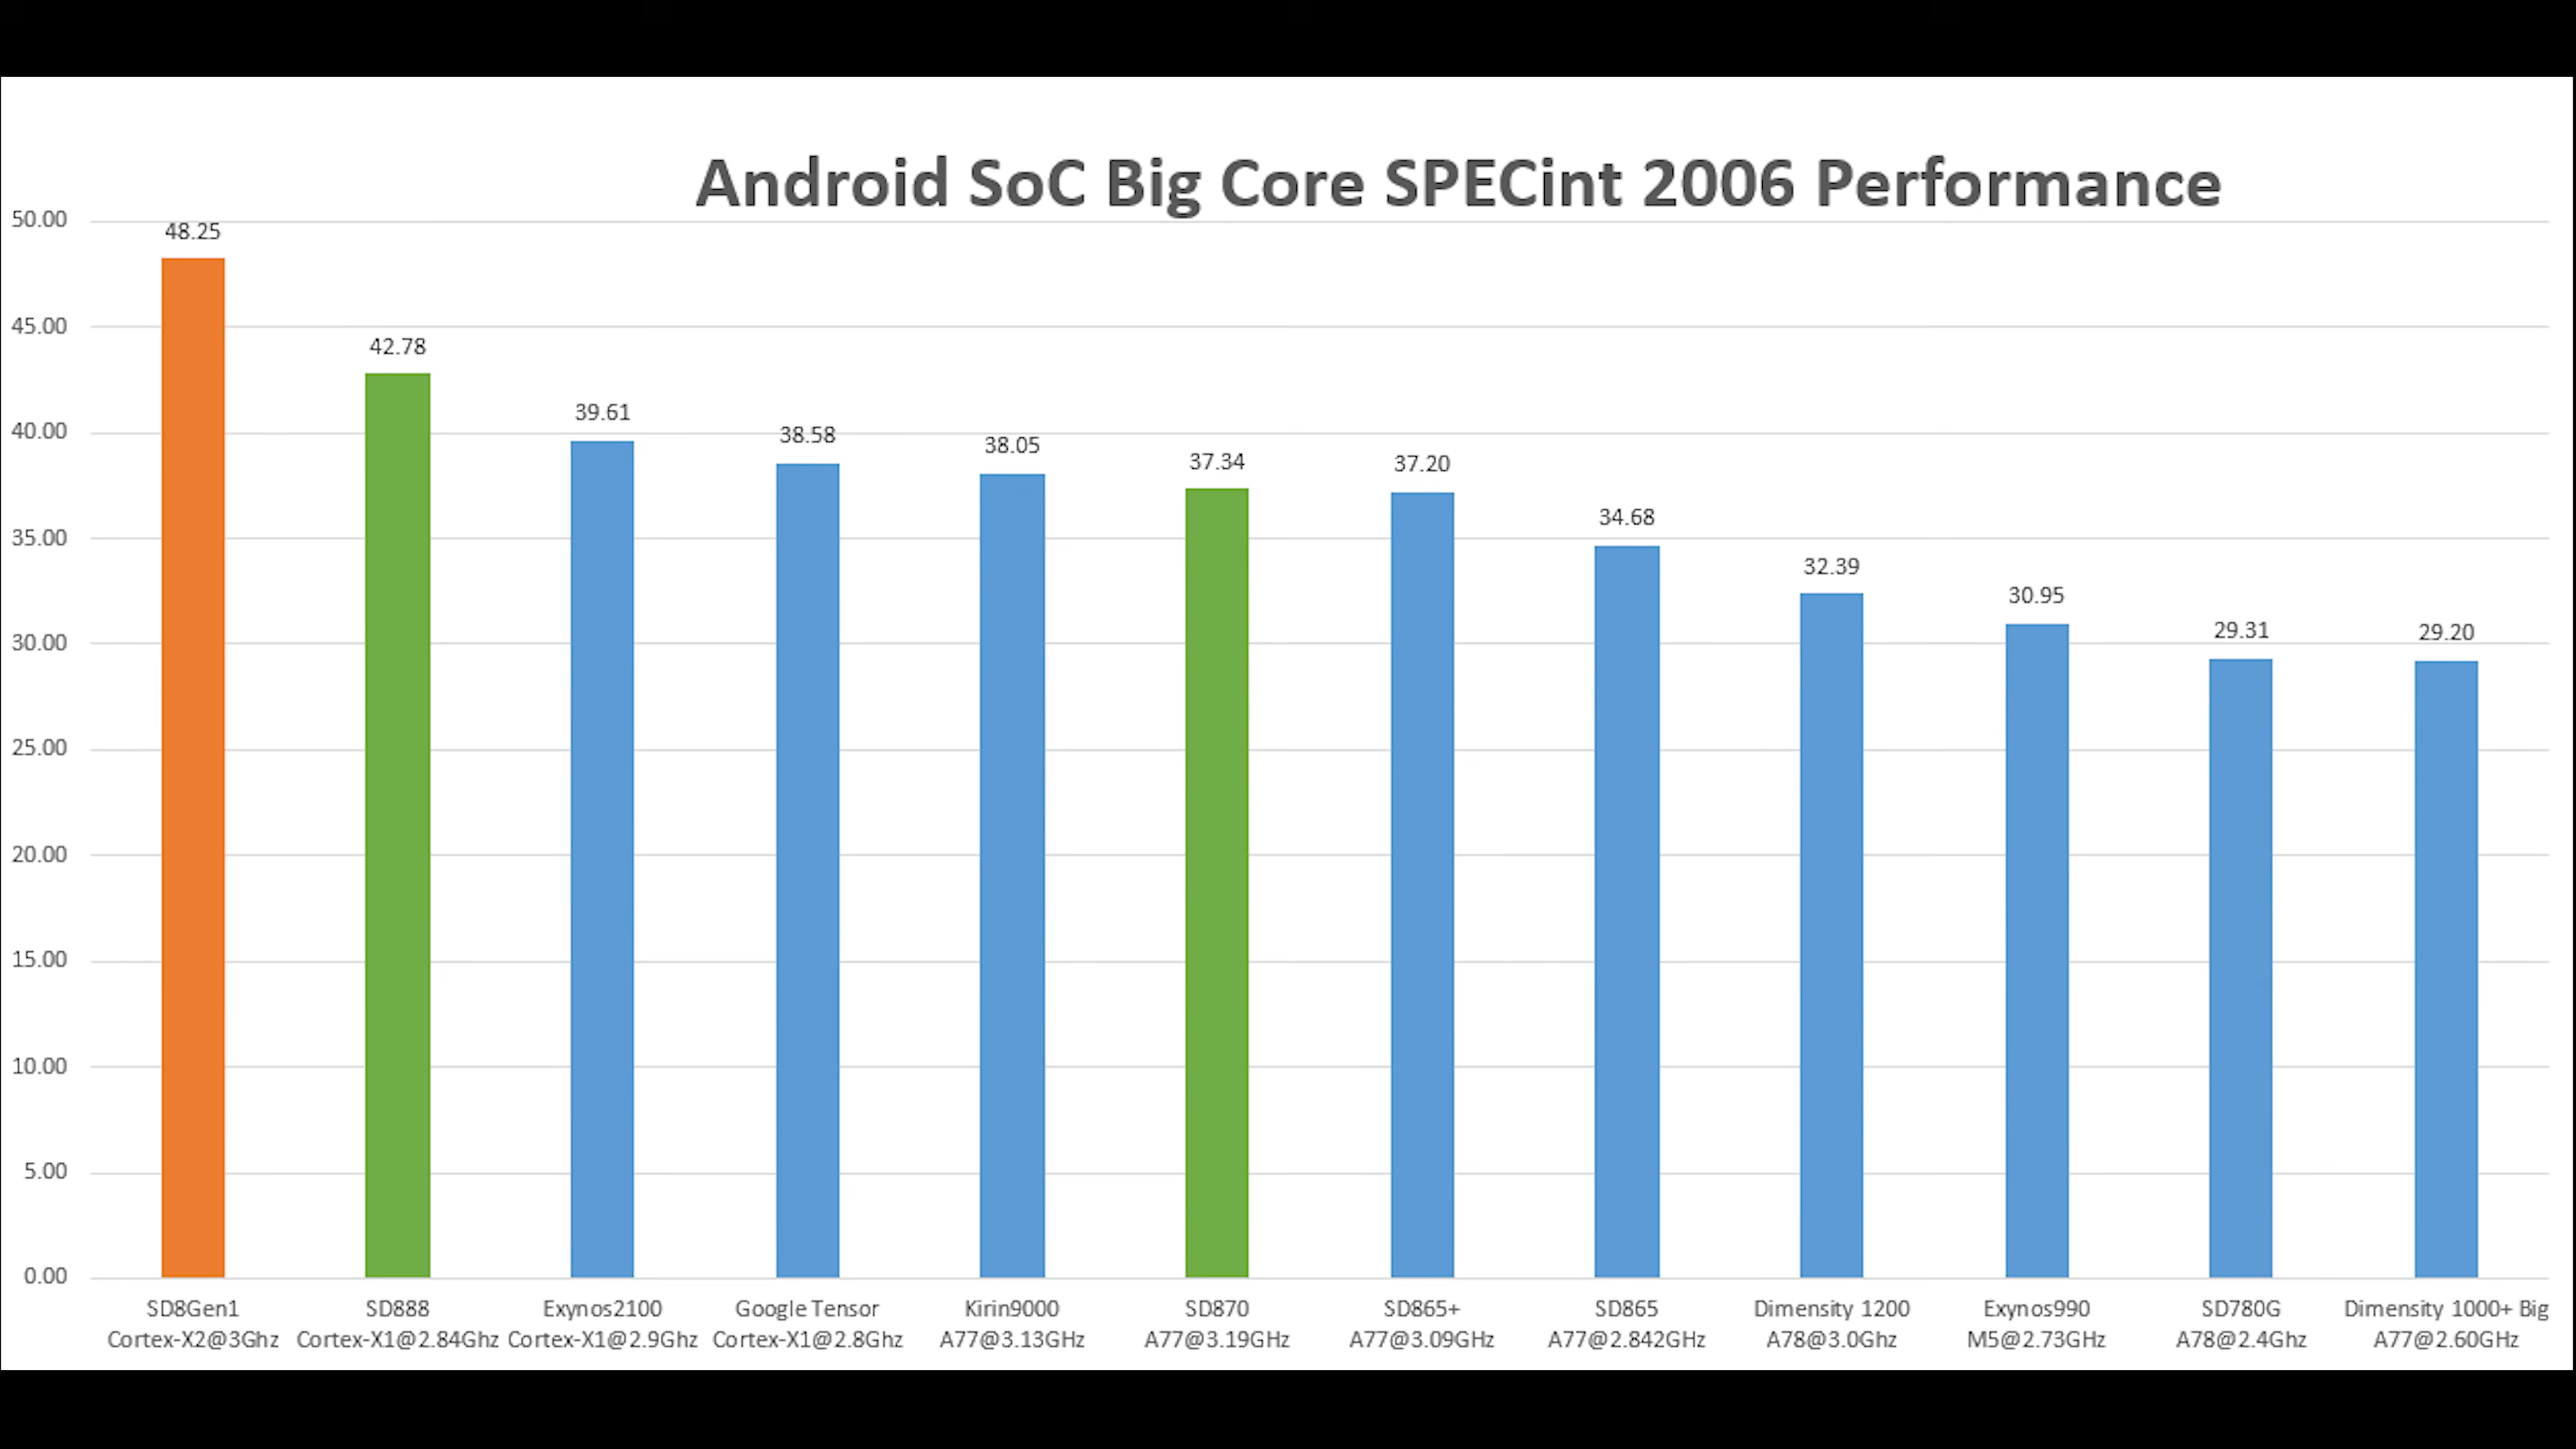 Android SoC Big Core SPECint 2006 Performance
50.00
45.00
40.00
35.00
30.00
25.00
20.00
15.00
10.00
5.00
0.00
48.25
42.78
39.61
38.58
38.05
37.34
37.20
34.68
32.39
30.95
29.31
29.20
SD8Gen1
Cortex-X2@3Ghz
SD888
Cortex-X1@2.84Ghz
Exynos2100
Cortex-X1@2.9Ghz
Google Tensor
Cortex-X1@2.8Ghz
Kirin9000
A77@3.13GHz
SD870
A77@3.19GHz
SD865+
A77@3.09GHz
SD865
A77@2.842GHz
Dimensity 1200
A78@3.0Ghz
Exynos990
M5@2.73GHz
SD780G
A78@2.4Ghz
Dimensity 1000+ Big
A77@2.60GHz